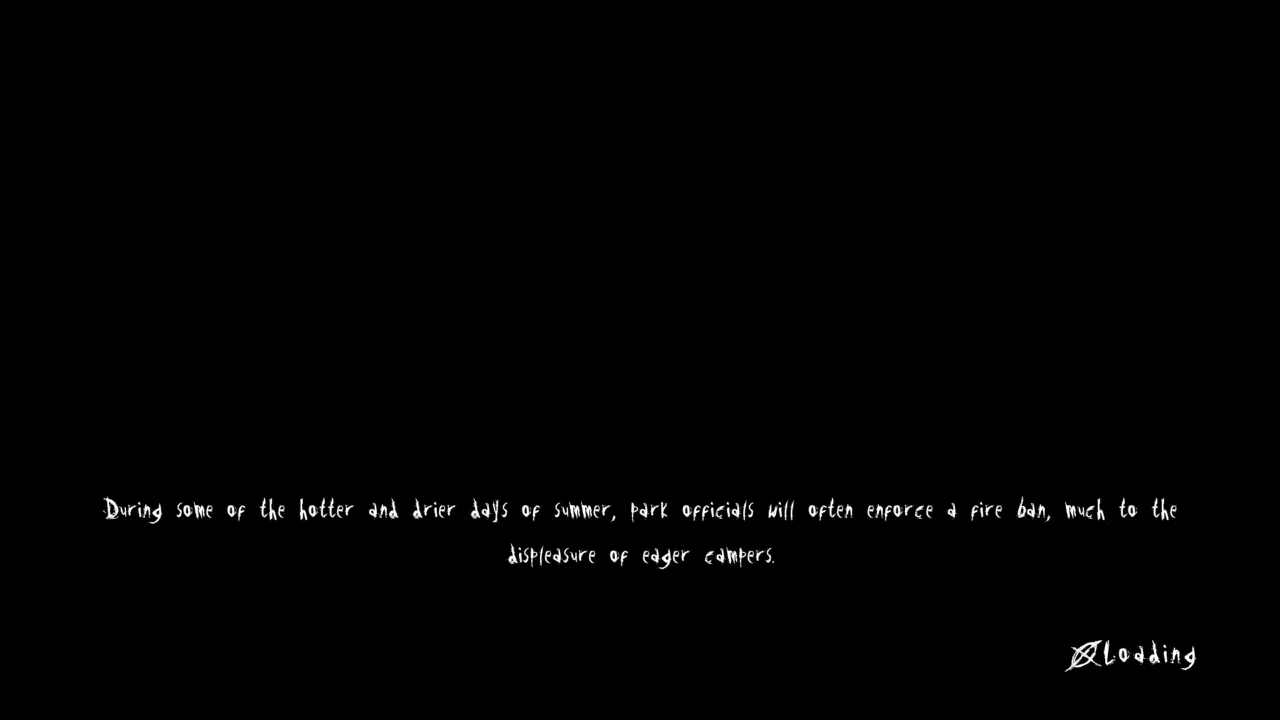 During some of the hotter and drier days of summer, park officials will often enforce a fire ban, much to the
displeasure of eager campers.
Loading